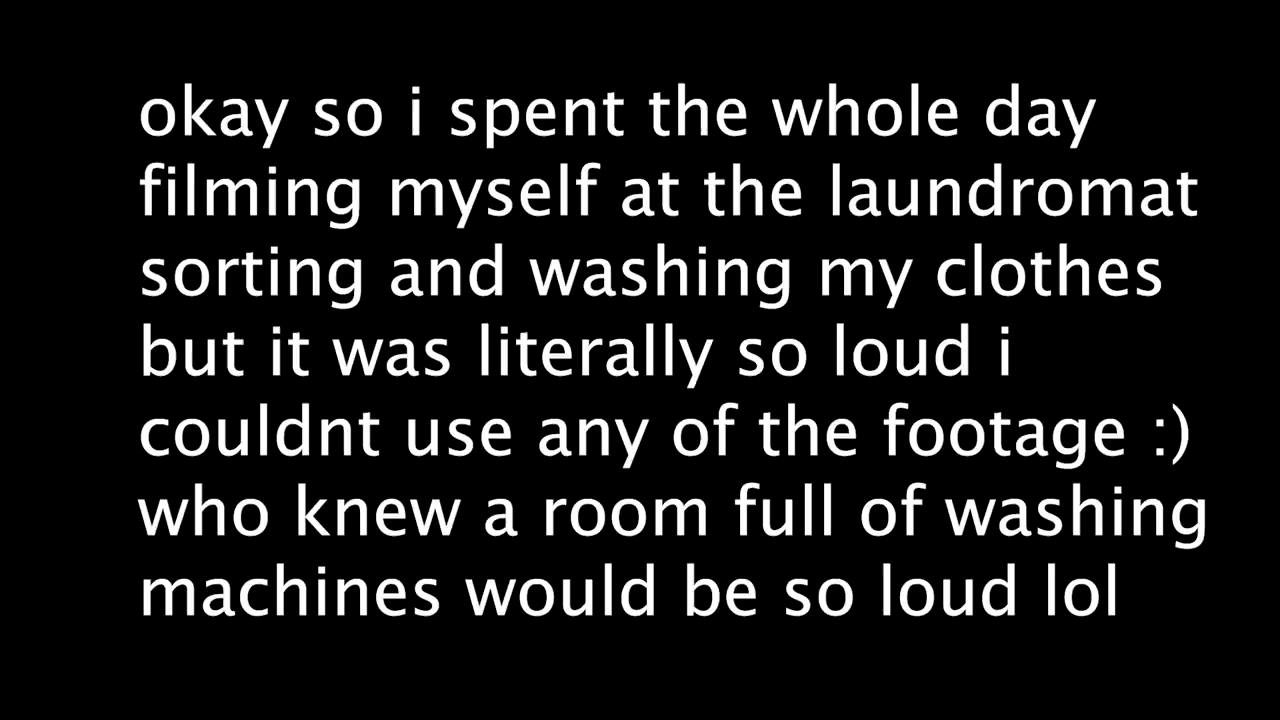 okay so i spent the whole day
filming myself at the laundromat
sorting and washing my clothes
but it was literally so loud i
couldnt use any of the footage :)
who knew a room full of washing
machines would be so loud lol